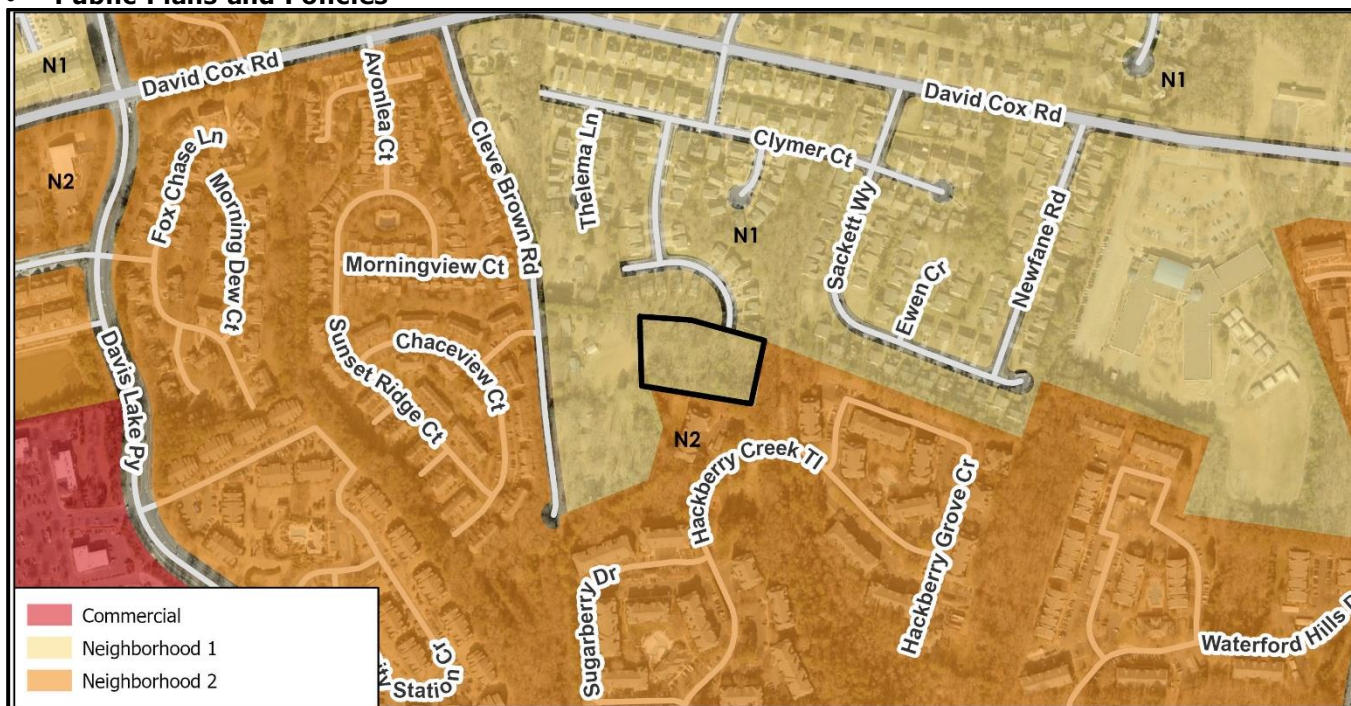 • Public Plans and Policies
N1
David Cox Rd
Avonlea Ct
N1
David Cox Rd
Cleve Brown Rd
Thelema Ln
Clymer Ct
N2
Fox Chase Ln
Morning Dew Ct
Sackett Wy
Newfane Rd
N1
Morningview Ct
Ewen Cr
Davis Lake Py
Sunset Ridge Ct
Chaceview Ct
N2
Hackberry Creek Tl
Hackberry Grove Cr
Sugarberry Dr
Waterford Hills
Commercial
Neighborhood 1
Neighborhood 2
ity Station Cr